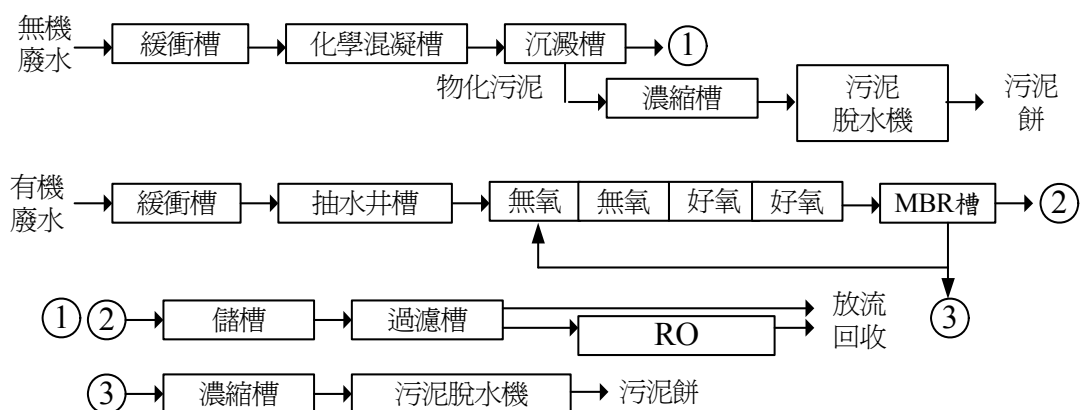 無機
廢水
緩衝槽
化學混凝槽
沉澱槽
①
物化污泥
濃縮槽
污泥
脫水機
污泥
餅
有機
廢水
緩衝槽
抽水井槽
無氧
無氧
好氧
好氧
MBR槽
②
③
① ②
儲槽
過濾槽
RO
放流
回收
③
濃縮槽
污泥脫水機
污泥餅